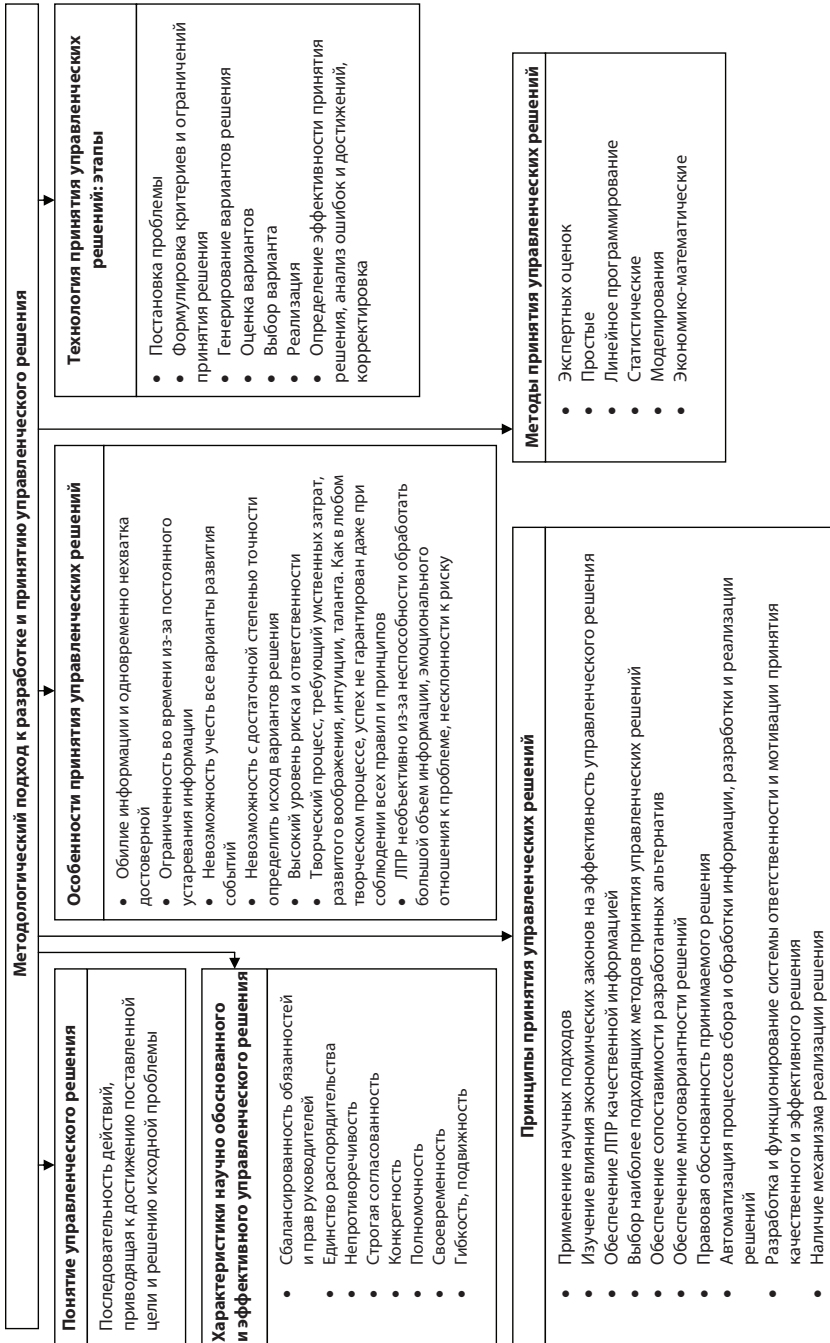 Методологический подход к разработке и принятию управленческого решения
Понятие управленческого решения
Последовательность действий,
приводящая к достижению поставленной
цели и решению исходной проблемы
Характеристики научно обоснованного
и эффективного управленческого решения
• Сбалансированность обязанностей
и прав руководителей
• Единство распорядительства
• Непротиворечивость
• Строгая согласованность
• Конкретность
• Полномочность
• Своевременность
• Гибкость, подвижность
Особенности принятия управленческих решений
• Обилие информации и одновременно нехватка
достоверной
• Ограниченность во времени из-за постоянного
устаревания информации
• Невозможность учесть все варианты развития
событий
• Невозможность с достаточной степенью точности
определить исход вариантов решения
• Высокий уровень риска и ответственности
• Творческий процесс, требующий умственных затрат,
развитого воображения, интуиции, таланта. Как в любом
творческом процессе, успех не гарантирован даже при
соблюдении всех правил и принципов
• ЛПР необъективно из-за неспособности обработать
большой объем информации, эмоционального
отношения к проблеме, несклонности к риску
Технология принятия управленческих
решений: этапы
• Постановка проблемы
• Формулировка критериев и ограничений
принятия решения
• Генерирование вариантов решения
• Оценка вариантов
• Выбор варианта
• Реализация
• Определение эффективности принятия
решения, анализ ошибок и достижений,
корректировка
Принципы принятия управленческих решений
• Применение научных подходов
• Изучение влияния экономических законов на эффективность управленческого решения
• Обеспечение ЛПР качественной информацией
• Выбор наиболее подходящих методов принятия управленческих решений
• Обеспечение сопоставимости разработанных альтернатив
• Обеспечение многовариантности решений
• Правовая обоснованность принимаемого решения
• Автоматизация процессов сбора и обработки информации, разработки и реализации
решений
• Разработка и функционирование системы ответственности и мотивации принятия
качественного и эффективного решения
• Наличие механизма реализации решения
Методы принятия управленческих решений
• Экспертных оценок
• Простые
• Линейное программирование
• Статистические
• Моделирования
• Экономико-математические